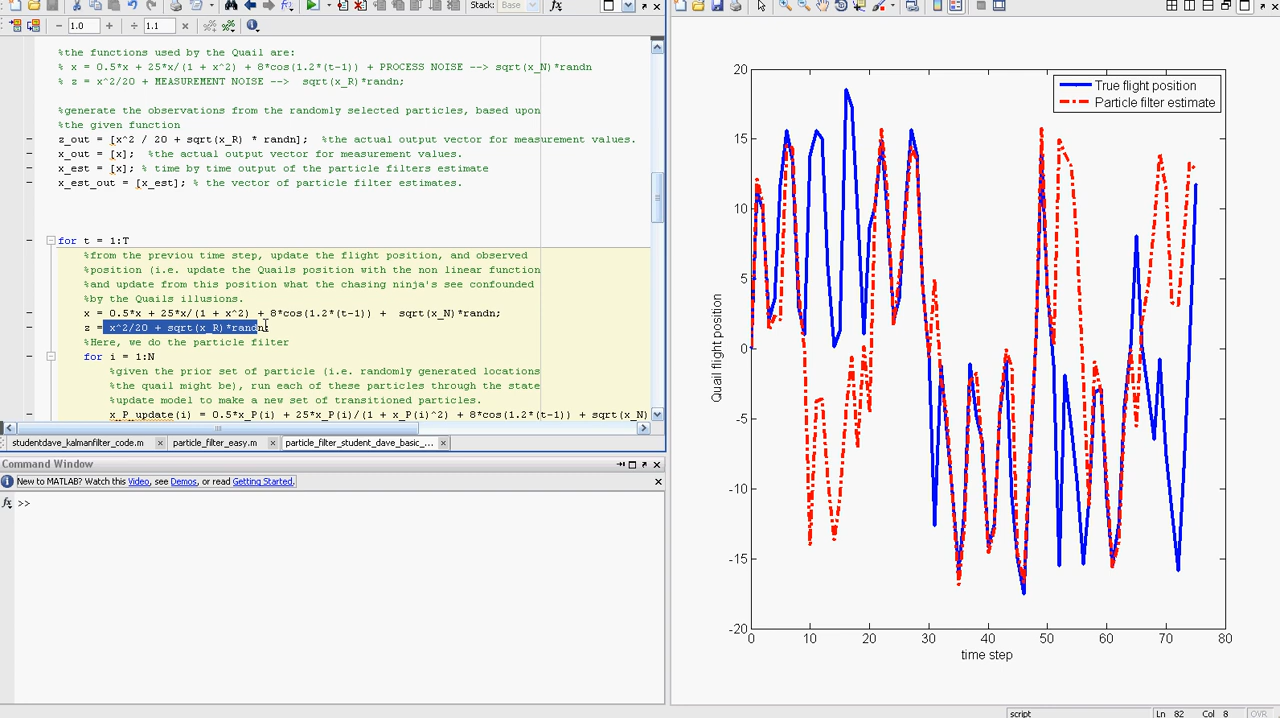 Stack: Base fx
1.0 + ÷ 1.1 ×
%the functions used by the Quail are:
% x = 0.5*x + 25*x/(1 + x^2) + 8*cos(1.2*(t-1)) + PROCESS NOISE --> sqrt(x_N)*randn
% z = x^2/20 + MEASUREMENT NOISE --> sqrt(x_R)*randn;
%generate the observations from the randomly selected particles, based upon
%the given function
z_out = [x^2 / 20 + sqrt(x_R) * randn]; %the actual output vector for measurement values.
x_out = [x]; %the actual output vector for measurement values.
x_est = [x]; % time by time output of the particle filters estimate
x_est_out = [x_est]; % the vector of particle filter estimates.
for t = 1:T
%from the previou time step, update the flight position, and observed
%position (i.e. update the Quails position with the non linear function
%and update from this position what the chasing ninja's see confounded
%by the Quails illusions.
x = 0.5*x + 25*x/(1 + x^2) + 8*cos(1.2*(t-1)) + sqrt(x_N)*randn;
z = x^2/20 + sqrt(x_R)*randn;
%Here, we do the particle filter
for i = 1:N
%given the prior set of particle (i.e. randomly generated locations
%the quail might be), runeach of these particles through the state
%update model to make a new set of transitioned particles.
x_P_update(i) = 0.5*x_P(i) + 25*x_P(i)/(1 + x_P(i)^2) + 8*cos(1.2*(t-1)) + sqrt(x_N)
studentdave_kalmanfilter_code.m × particle_filter_easy.m × particle_filter_student_dave_basic_... ×
Command Window
New to MATLAB? Watch this Video, see Demos, or read Getting Started.
fx >>
True flight position
Particle filter estimate
20
15
10
5
0
-5
-10
-15
-20
Quail flight position
0 10 20 30 40 50 60 70 80
time step
script Ln 82 Col 8 OVR